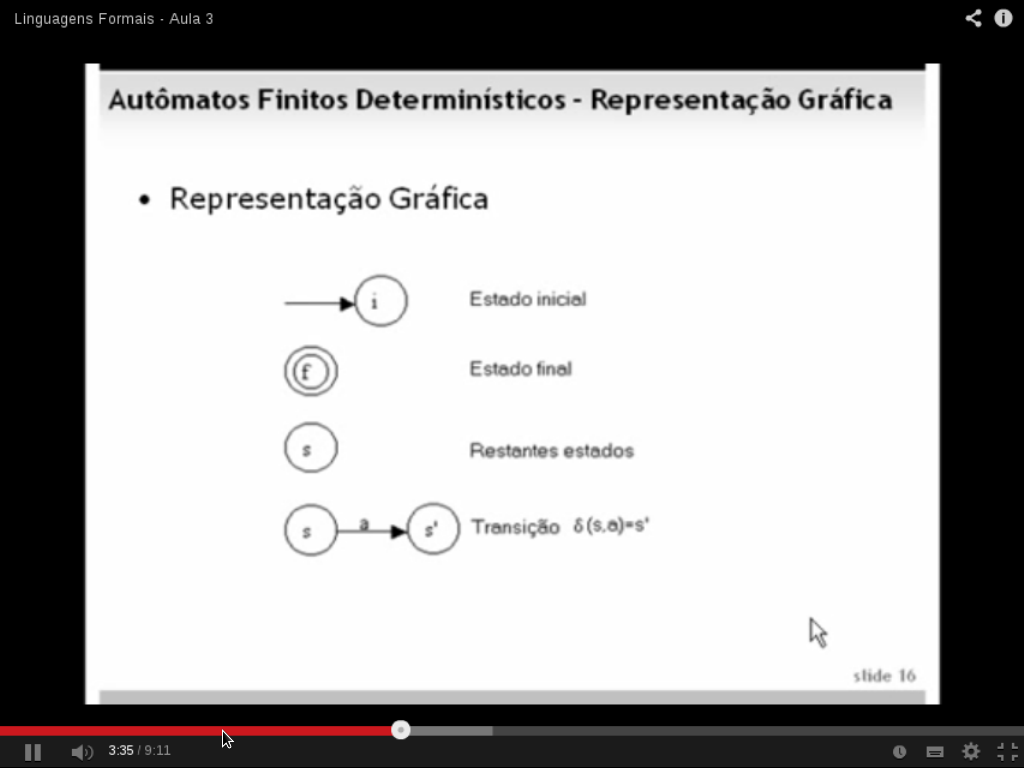 Linguagens Formais - Aula 3
Autômatos Finitos Determinísticos - Representação Gráfica
• Representação Gráfica
i Estado inicial
f Estado final
s Restantes estados
s a s' Transição δ(s,a)=s'
slide 16
3:35 / 9:11